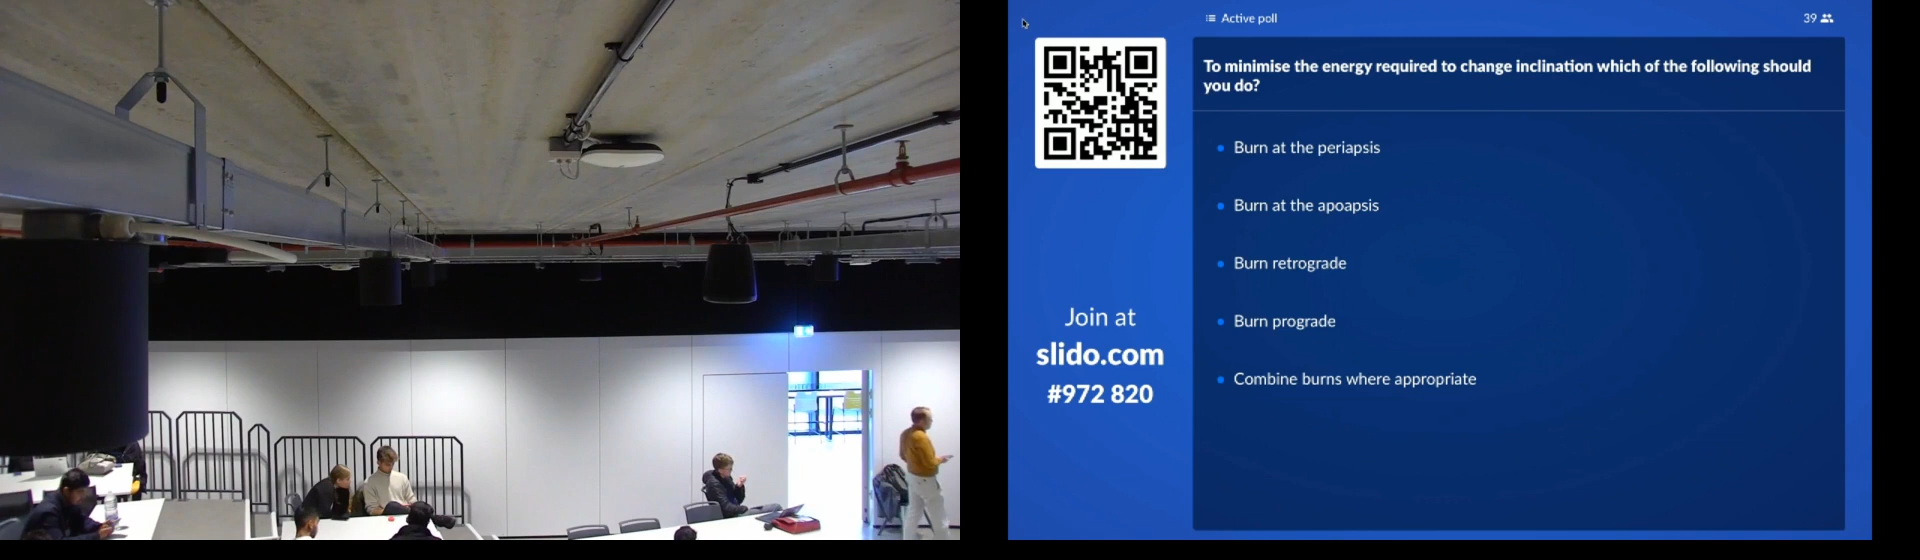 Active poll
39
To minimise the energy required to change inclination which of the following should
you do?
Burn at the periapsis
Burn at the apoapsis
Burn retrograde
Burn prograde
Combine burns where appropriate
Join at
slido.com
#972 820